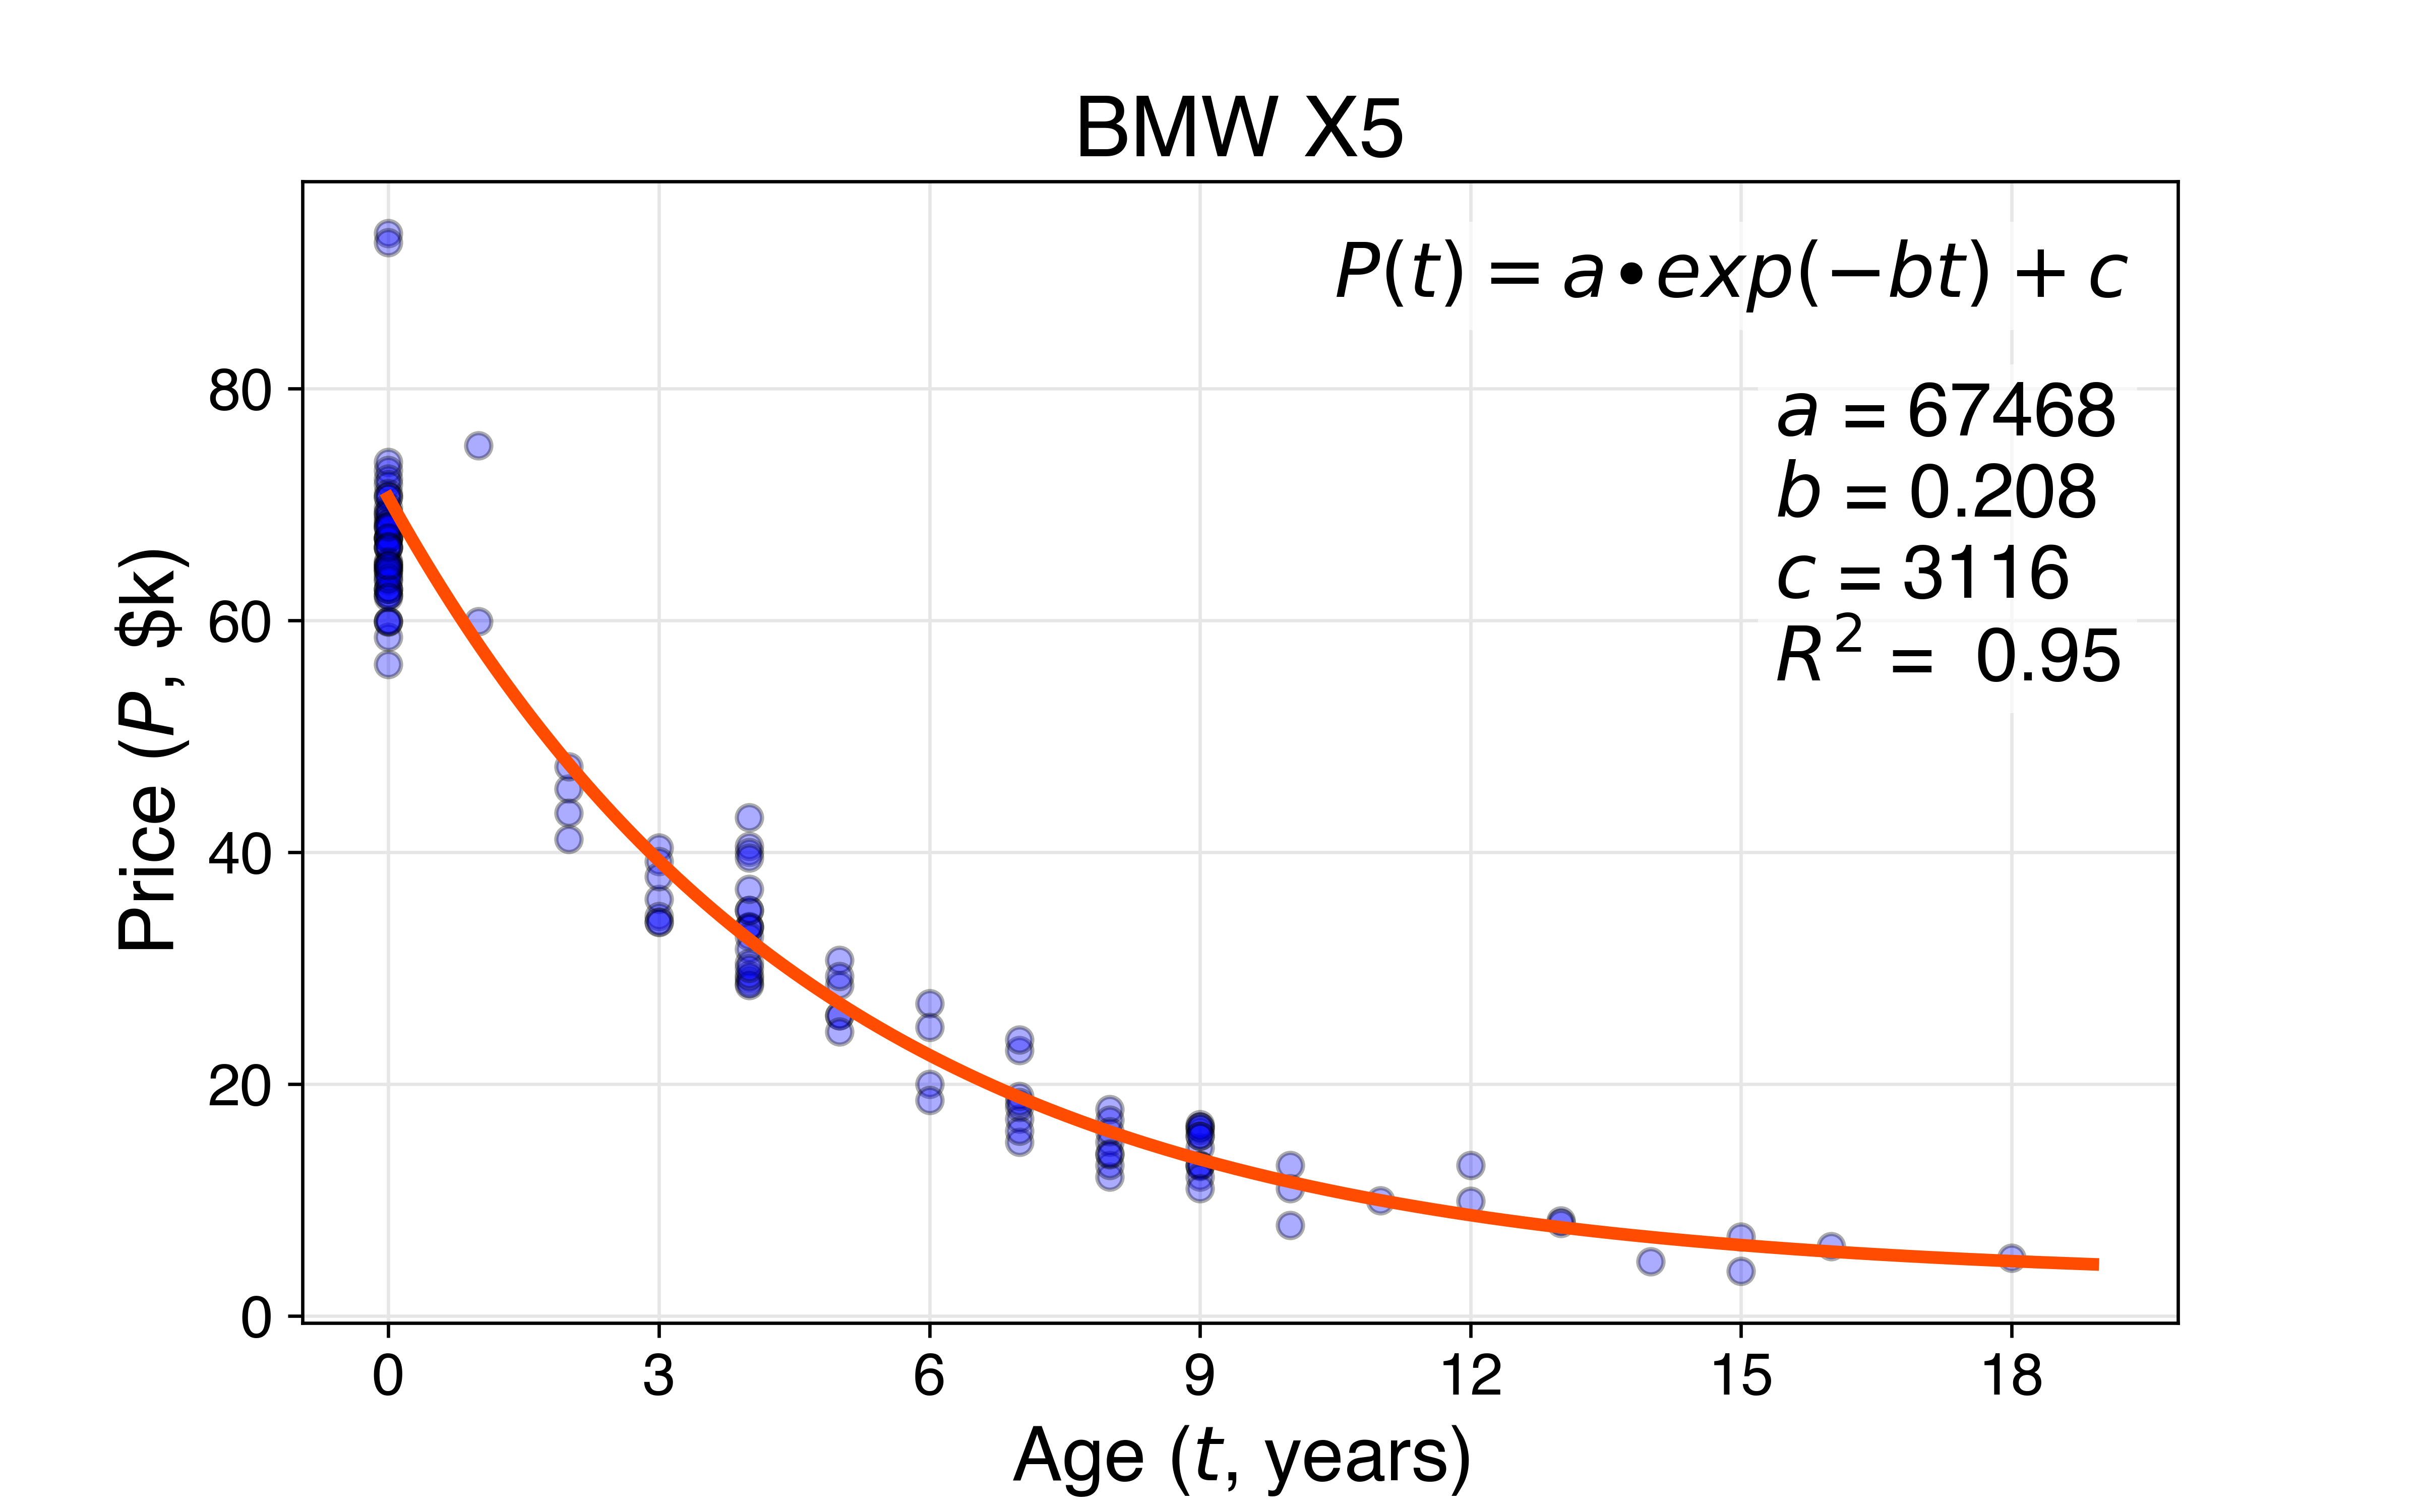 BMW X5
P(t) = a•exp(−bt) + c
a = 67468
b = 0.208
c = 3116
R² = 0.95
Price (P, $k)
80
60
40
20
0
0 3 6 9 12 15 18
Age (t, years)